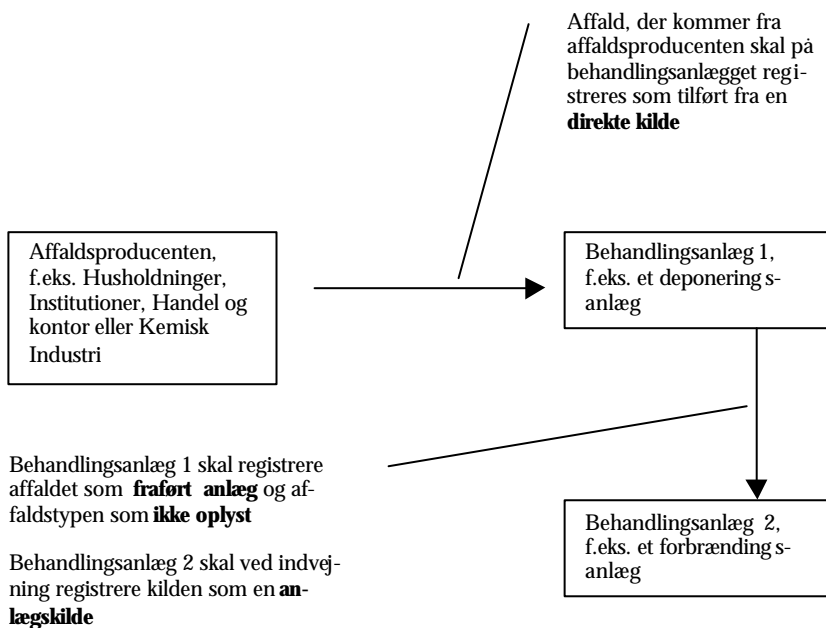 Affald, der kommer fra
affaldsproducenten skal på
behandlingsanlægget regi-
streres som tilført fra en
direkte kilde
Affaldsproducenten,
f.eks. Husholdninger,
Institutioner, Handel og
kontor eller Kemisk
Industri
Behandlingsanlæg 1,
f.eks. et deponerings-
anlæg
Behandlingsanlæg 1 skal registrere
affaldet som fraført anlæg og af-
faldstypen som ikke oplyst
Behandlingsanlæg 2 skal ved indvej-
ning registrere kilden som en an-
lægskilde
Behandlingsanlæg 2,
f.eks. et forbrændings-
anlæg